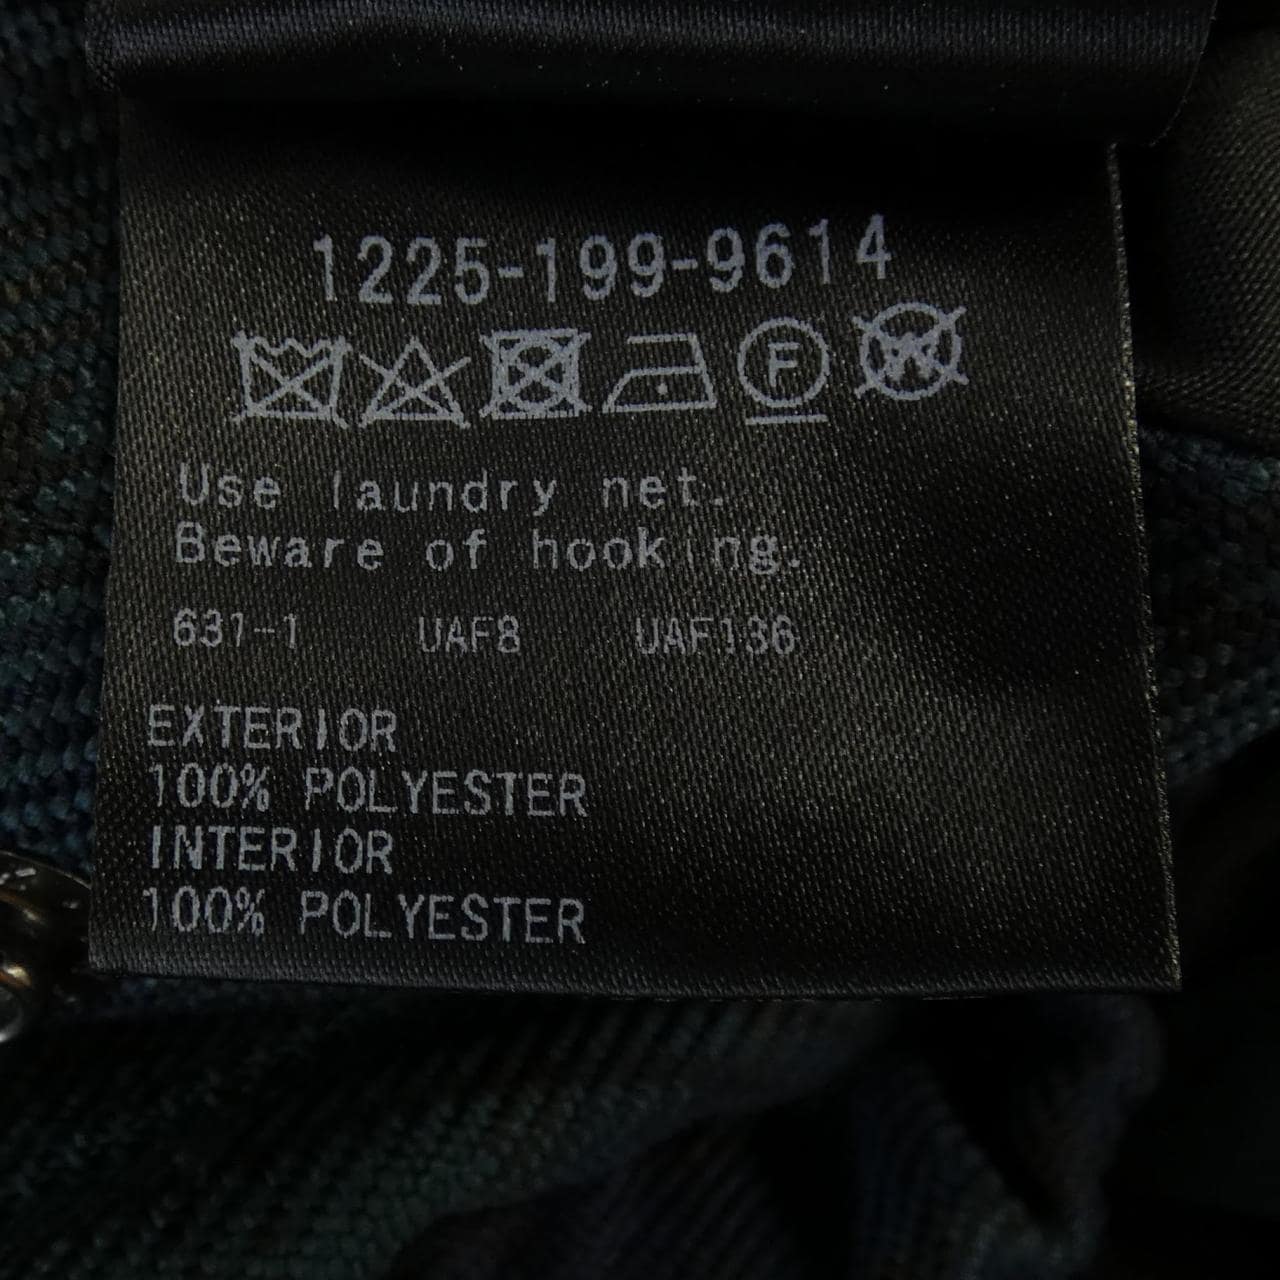 1225-199-9614
F W
Use laundry net.
Beware of hooking.
631-1 UAF8 UAF136
EXTERIOR
100% POLYESTER
INTERIOR
100% POLYESTER